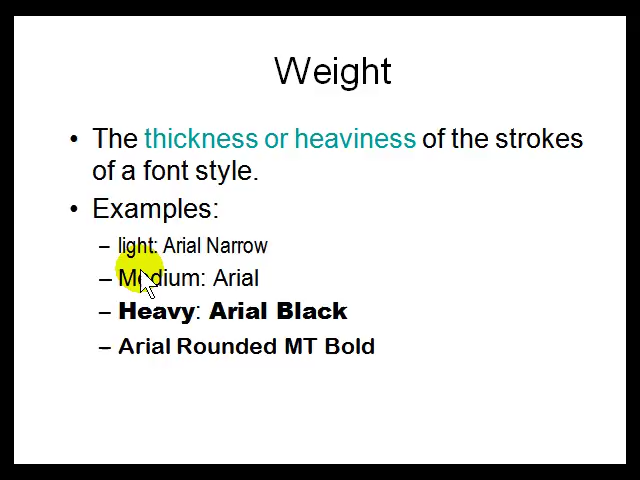 Weight
• The thickness or heaviness of the strokes
of a font style.
• Examples:
– light: Arial Narrow
– Medium: Arial
– Heavy: Arial Black
– Arial Rounded MT Bold